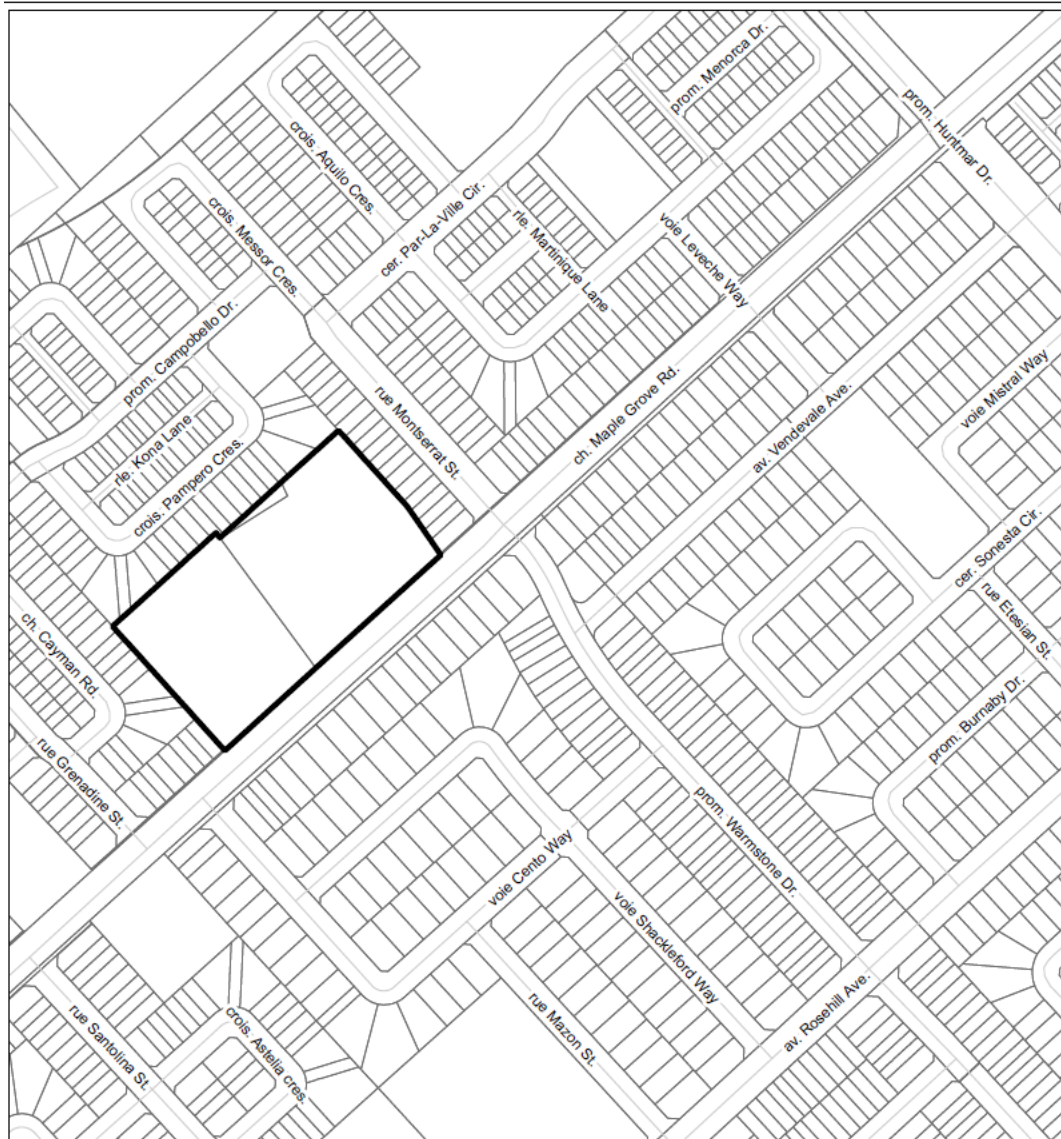 prom. Menorca Dr.
prom. Huntmar Dr.
crois. Aquilo Cres.
cer. Par-La-Ville Cir.
crois. Messor Cres.
rle. Martinique Lane
voie Leveche Way
prom. Campobello Dr.
rue Montserrat St.
ch. Maple Grove Rd.
av. Vendevale Ave.
voie Mistral Way
rle. Kona Lane
crois. Pampero Cres.
cer. Sonesta Cir.
rue Etesian St.
ch. Cayman Rd.
prom. Burnaby Dr.
rue Grenadine St.
prom. Warmstone Dr.
voie Cento Way
voie Shackleford Way
av. Rosehill Ave.
rue Mazon St.
rue Santolina St.
crois. Astelia cres.